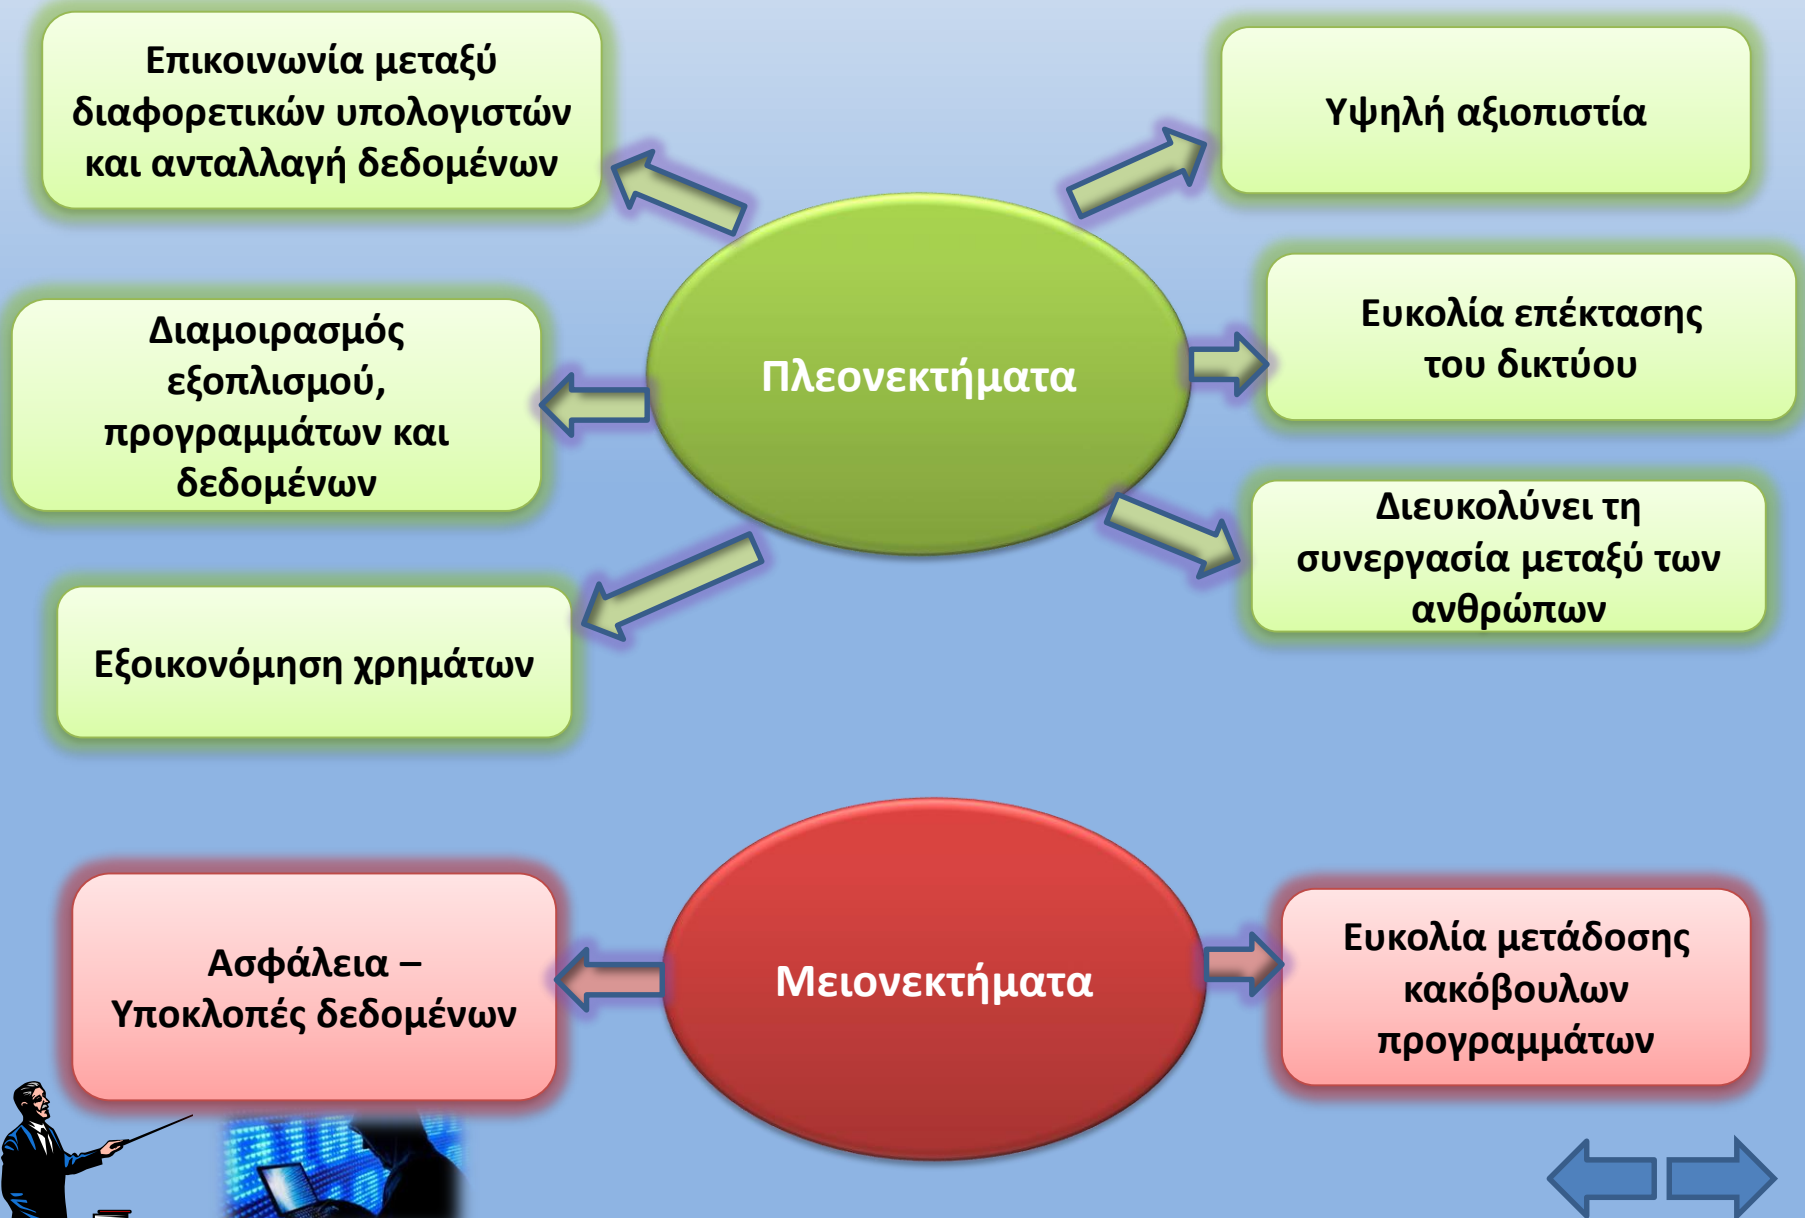 Επικοινωνία μεταξύ
διαφορετικών υπολογιστών
και ανταλλαγή δεδομένων
Υψηλή αξιοπιστία
Διαμοιρασμός
εξοπλισμού,
προγραμμάτων και
δεδομένων
Πλεονεκτήματα
Ευκολία επέκτασης
του δικτύου
Εξοικονόμηση χρημάτων
Διευκολύνει τη
συνεργασία μεταξύ των
ανθρώπων
Ασφάλεια –
Υποκλοπές δεδομένων
Μειονεκτήματα
Ευκολία μετάδοσης
κακόβουλων
προγραμμάτων